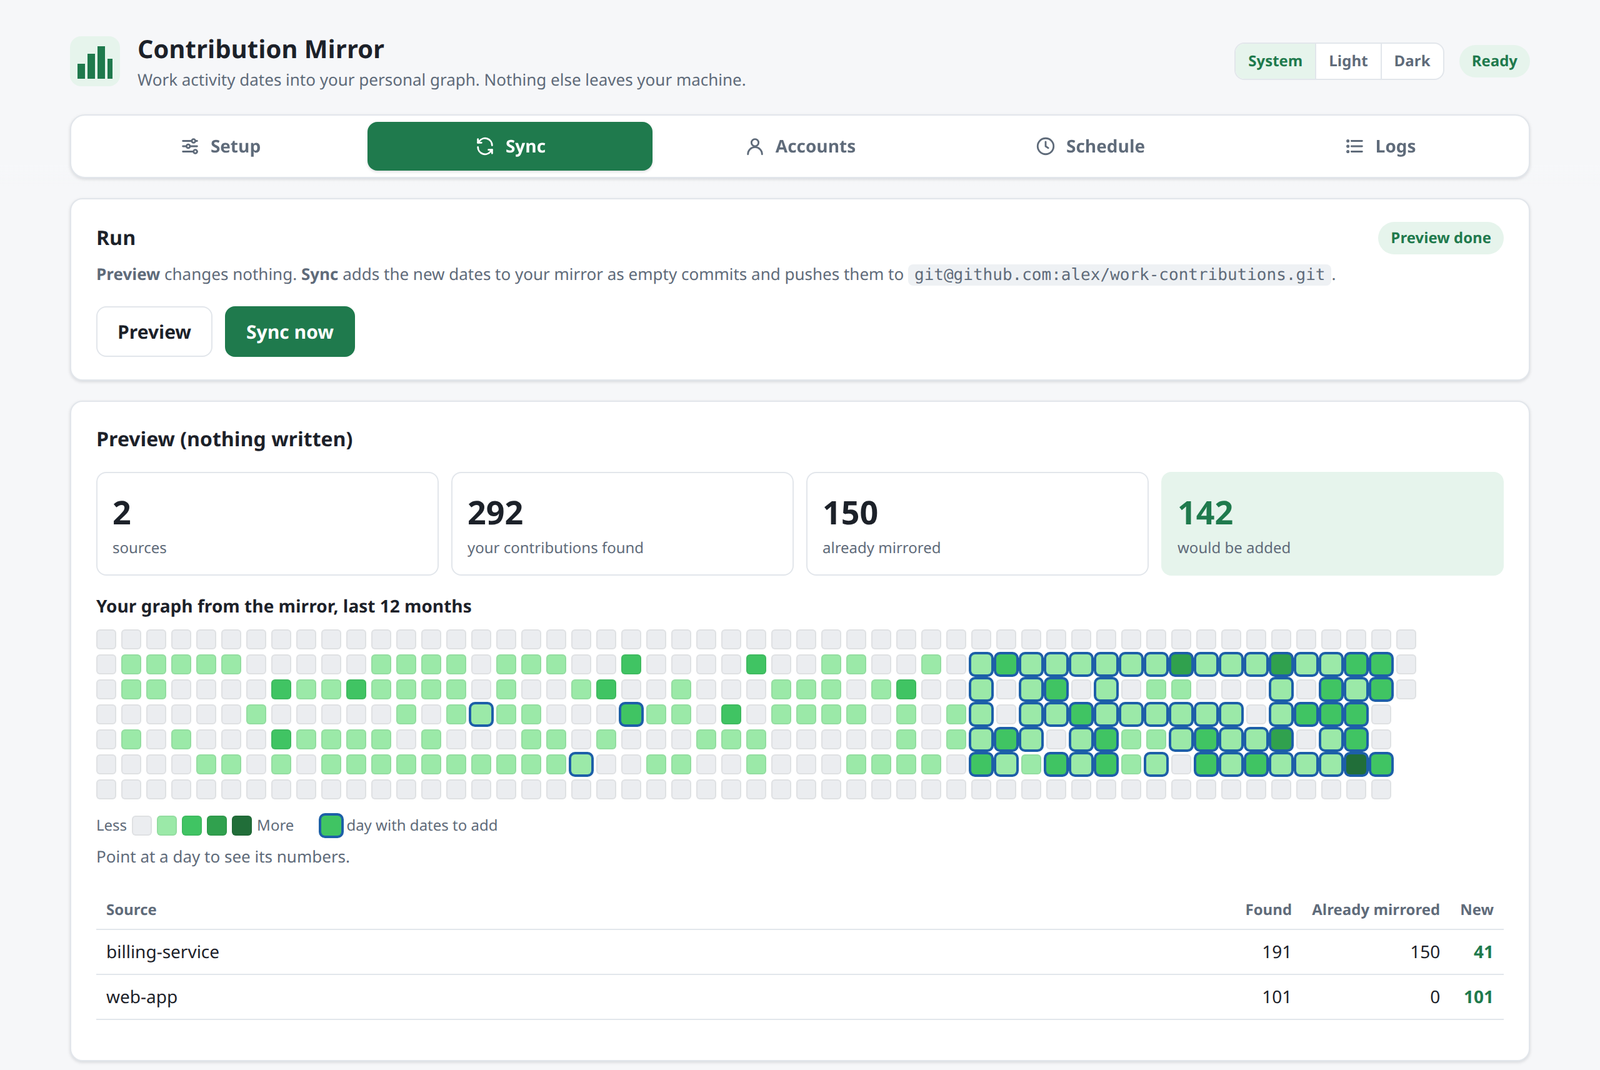 Contribution Mirror
Work activity dates into your personal graph. Nothing else leaves your machine.
System Light Dark Ready
Setup Sync Accounts Schedule Logs
Run
Preview done
Preview changes nothing. Sync adds the new dates to your mirror as empty commits and pushes them to git@github.com:alex/work-contributions.git.
Preview Sync now
Preview (nothing written)
2 292 150 142
sources your contributions found already mirrored would be added
Your graph from the mirror, last 12 months
Less More day with dates to add
Point at a day to see its numbers.
Source Found Already mirrored New
billing-service 191 150 41
web-app 101 0 101